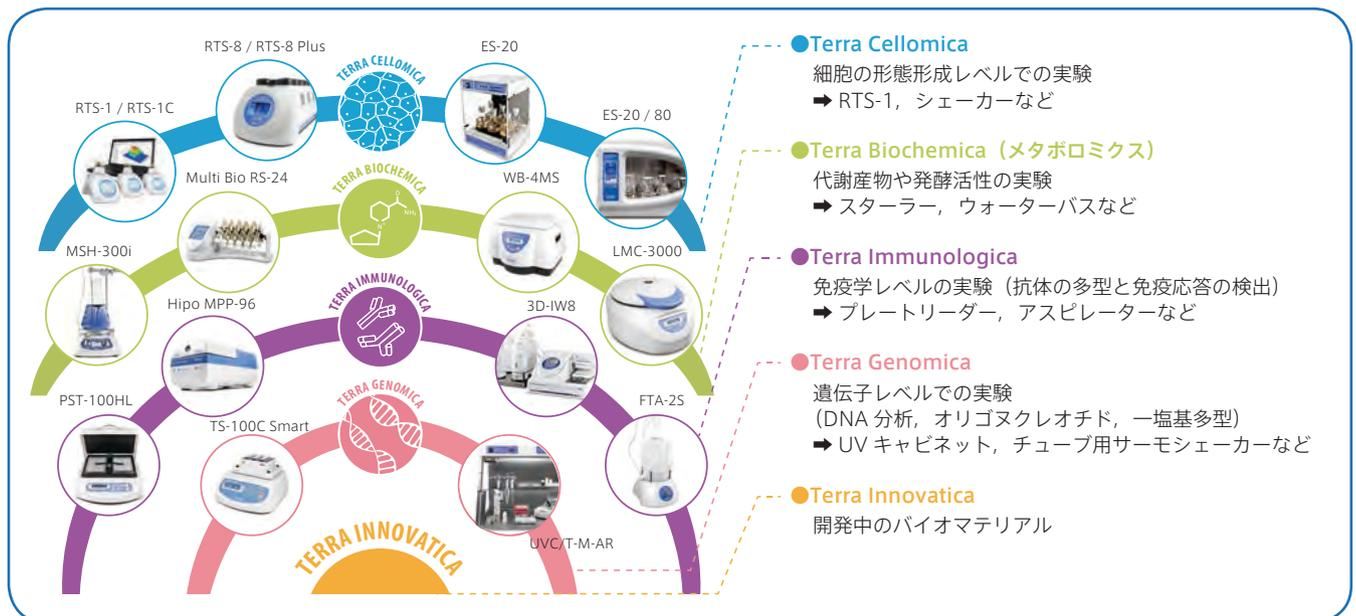 RTS-8 / RTS-8 Plus
ES-20
TERRA CELLOMICA
RTS-1 / RTS-1C
ES-20 / 80
Multi Bio RS-24
TERRA BIOCHEMICA
WB-4MS
O
NH₂
N
MSH-300i
LMC-3000
Hipo MPP-96
TERRA IMMUNOLOGICA
3D-IW8
PST-100HL
TERRA GENOMICA
FTA-2S
TS-100C Smart
UVC/T-M-AR
TERRA INNOVATICA
●Terra Cellomica
細胞の形態形成レベルでの実験
➡ RTS-1，シェーカーなど
●Terra Biochemica（メタボロミクス）
代謝産物や発酵活性の実験
➡ スターラー，ウォーターバスなど
●Terra Immunologica
免疫学レベルの実験（抗体の多型と免疫応答の検出）
➡ プレートリーダー，アスピレーターなど
●Terra Genomica
遺伝子レベルでの実験
（DNA 分析，オリゴヌクレオチド，一塩基多型）
➡ UV キャビネット，チューブ用サーモシェーカーなど
●Terra Innovatica
開発中のバイオマテリアル